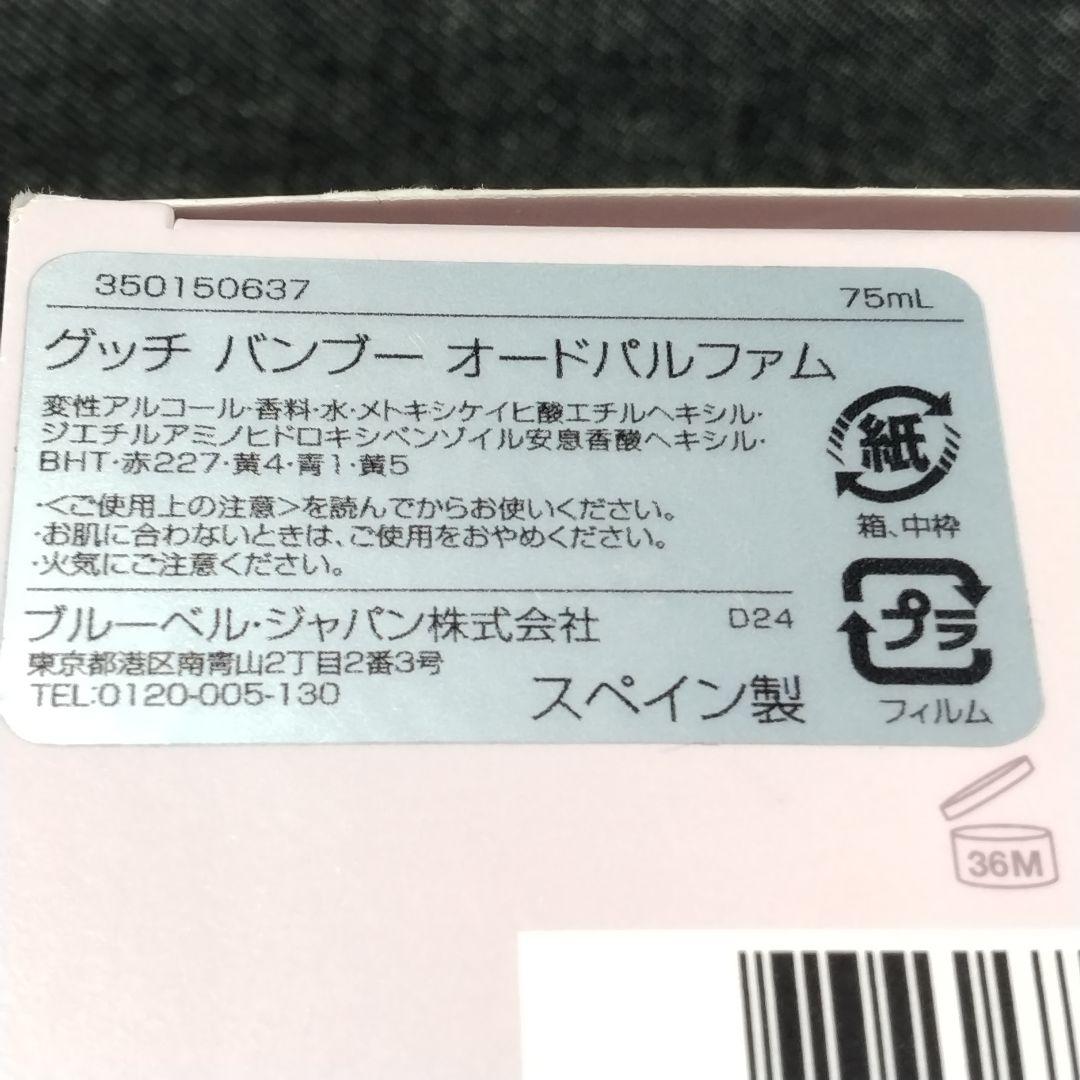 350150637
75mL
グッチ バンブー オードパルファム
変性アルコール・香料・水・メトキシケイヒ酸エチルヘキシル・
ジエチルアミノヒドロキシベンゾイル安息香酸ヘキシル・
BHT・赤227・黄4・青1・黄5
・<ご使用上の注意>を読んでからお使いください。
・お肌に合わないときは、ご使用をおやめください。
・火気にご注意ください。
紙
箱、中枠
ブルーベル・ジャパン株式会社
D24
東京都港区南青山2丁目2番3号
TEL:0120-005-130
スペイン製
プラ
フィルム
36M